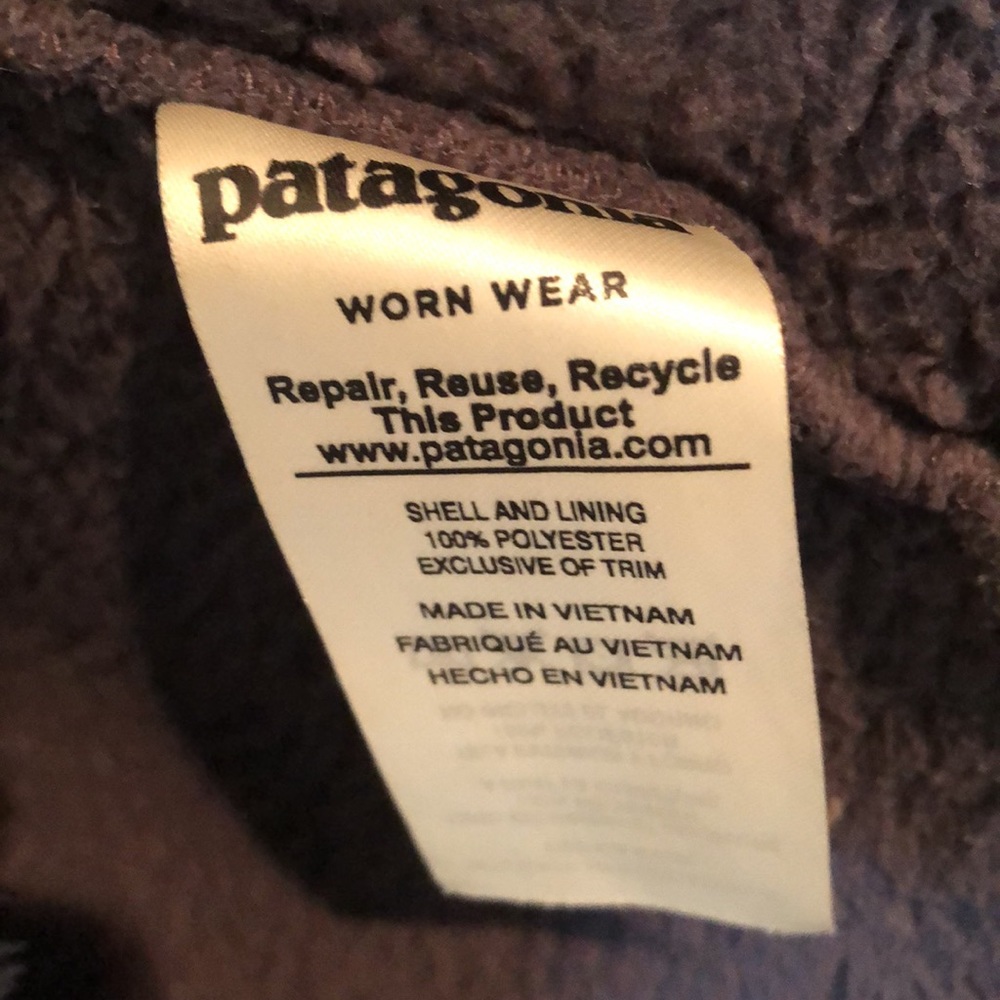 patagonia
WORN WEAR
Repair, Reuse, Recycle
This Product
www.patagonia.com
SHELL AND LINING
100% POLYESTER
EXCLUSIVE OF TRIM
MADE IN VIETNAM
FABRIQUÉ AU VIETNAM
HECHO EN VIETNAM